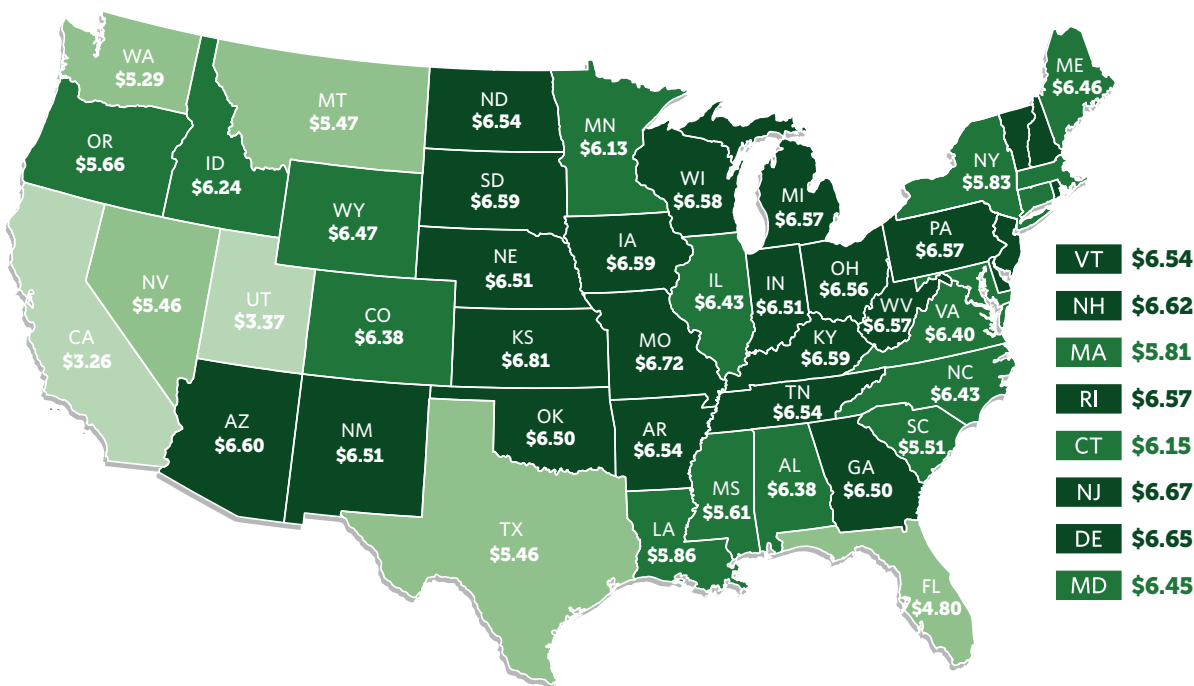 WA
$5.29
OR
$5.66
ID
$6.24
MT
$5.47
WY
$6.47
CA
$3.26
NV
$5.46
UT
$3.37
CO
$6.38
AZ
$6.60
NM
$6.51
ND
$6.54
SD
$6.59
NE
$6.51
KS
$6.81
OK
$6.50
TX
$5.46
MN
$6.13
IA
$6.59
MO
$6.72
AR
$6.54
LA
$5.86
WI
$6.58
IL
$6.43
MI
$6.57
IN
$6.51
OH
$6.56
KY
$6.59
TN
$6.54
MS
$5.61
AL
$6.38
GA
$6.50
FL
$4.80
SC
$5.51
NC
$6.43
VA
$6.40
WV
$6.57
PA
$6.57
NY
$5.83
ME
$6.46
VT $6.54
NH $6.62
MA $5.81
RI $6.57
CT $6.15
NJ $6.67
DE $6.65
MD $6.45